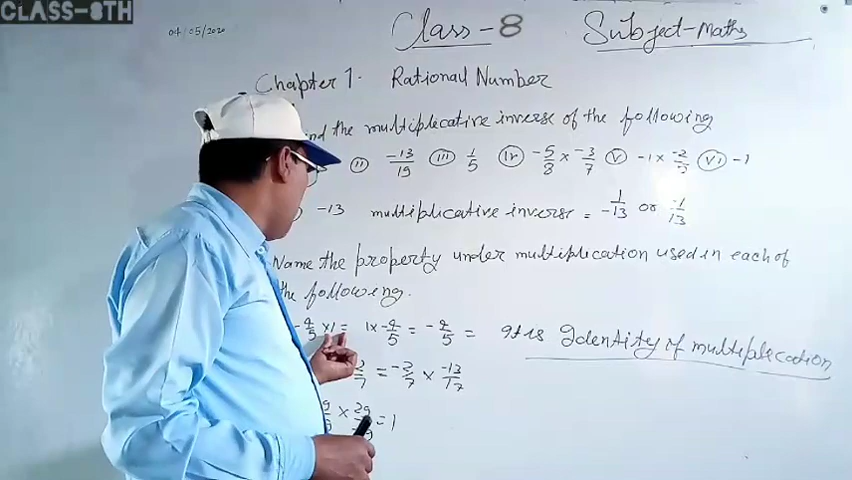 CLASS-8TH
04/05/2020
Class-8 Subject-Maths
Chapter 1. Rational Number
the multiplecative inverse of the following
(ii) -13/19 (iii) 1/5 (iv) -5/8 × -3/7 (v) -1 × -2/5 (vi) -1
-13 multiplicative inverse = 1/-13 or -1/13
Name the property under multiplication used in each of
the following.
-4/5 ×1 = 1× -4/5 = -4/5 = It is Identity of multiplecation
= -2/7 × -13/17
× = 1